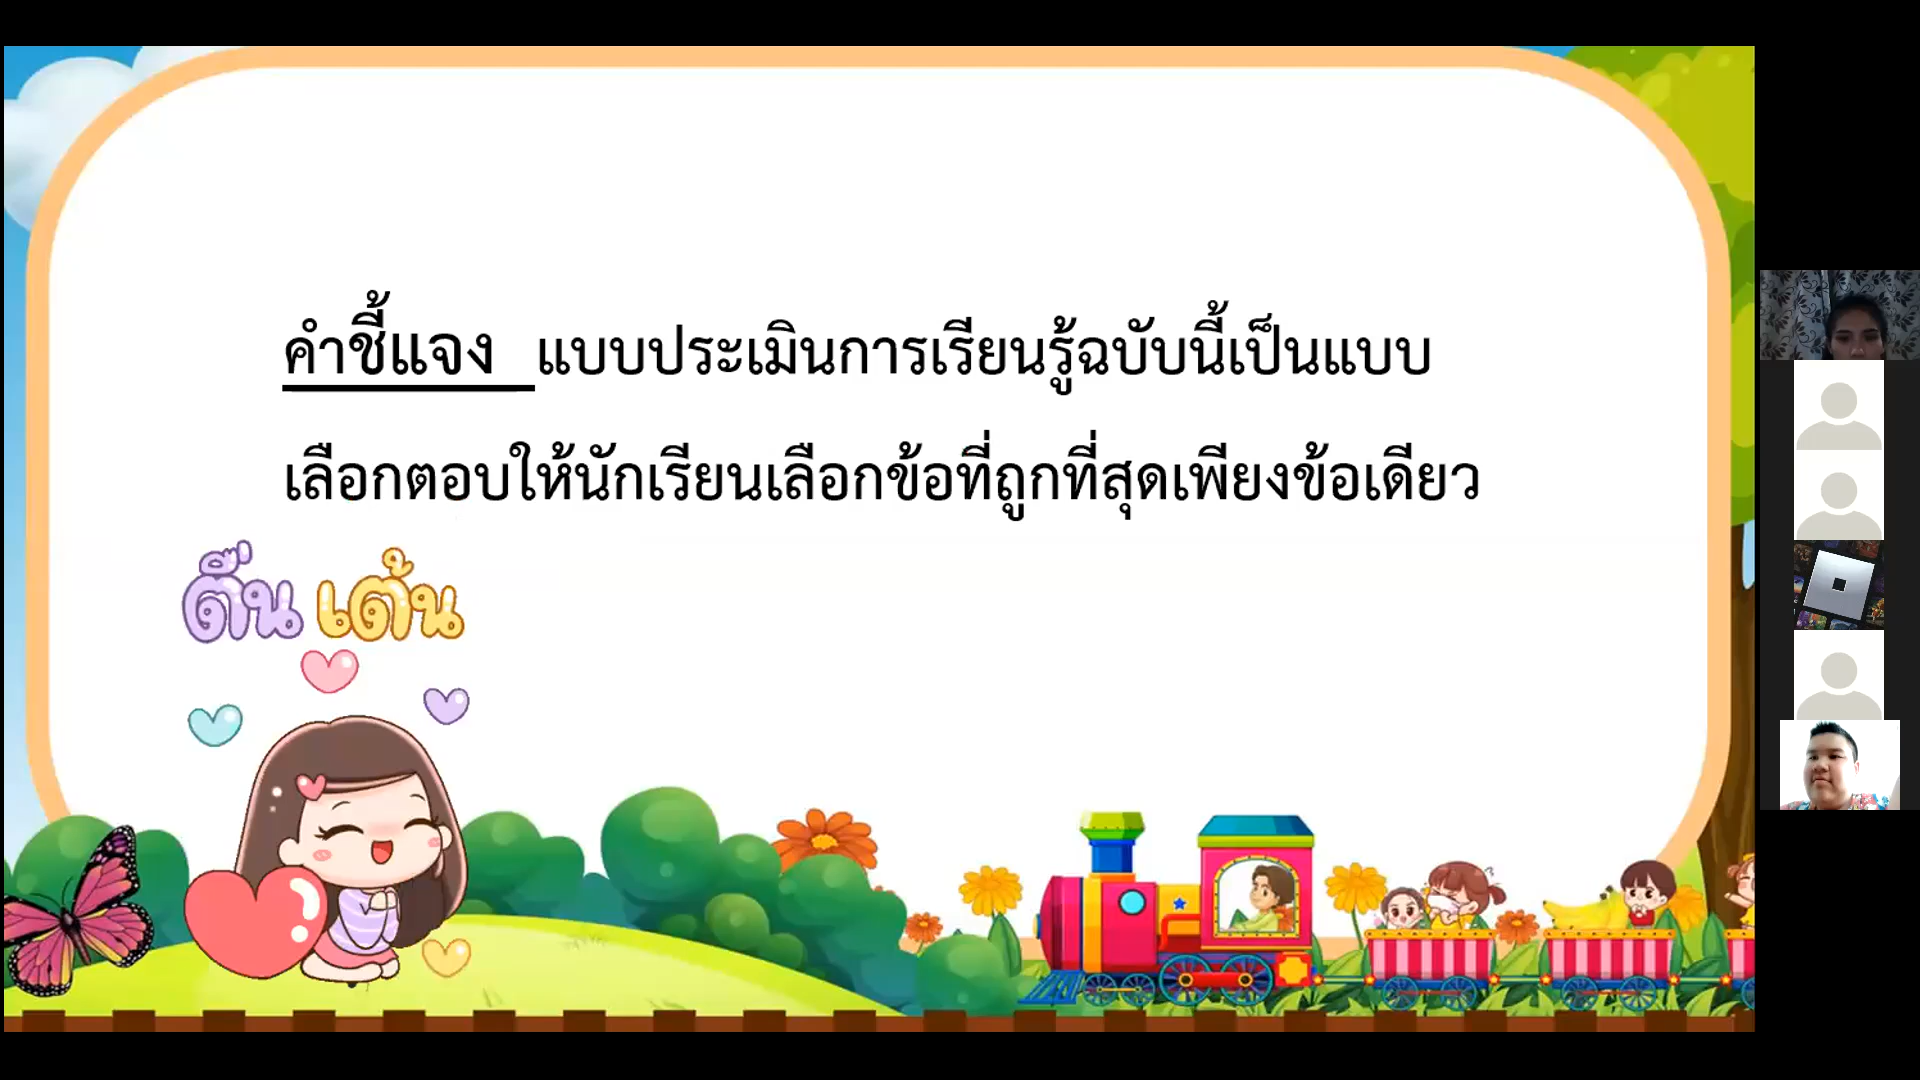 คำชี้แจง แบบประเมินการเรียนรู้ฉบับนี้เป็นแบบ
เลือกตอบให้นักเรียนเลือกข้อที่ถูกที่สุดเพียงข้อเดียว
ตื่นเต้น